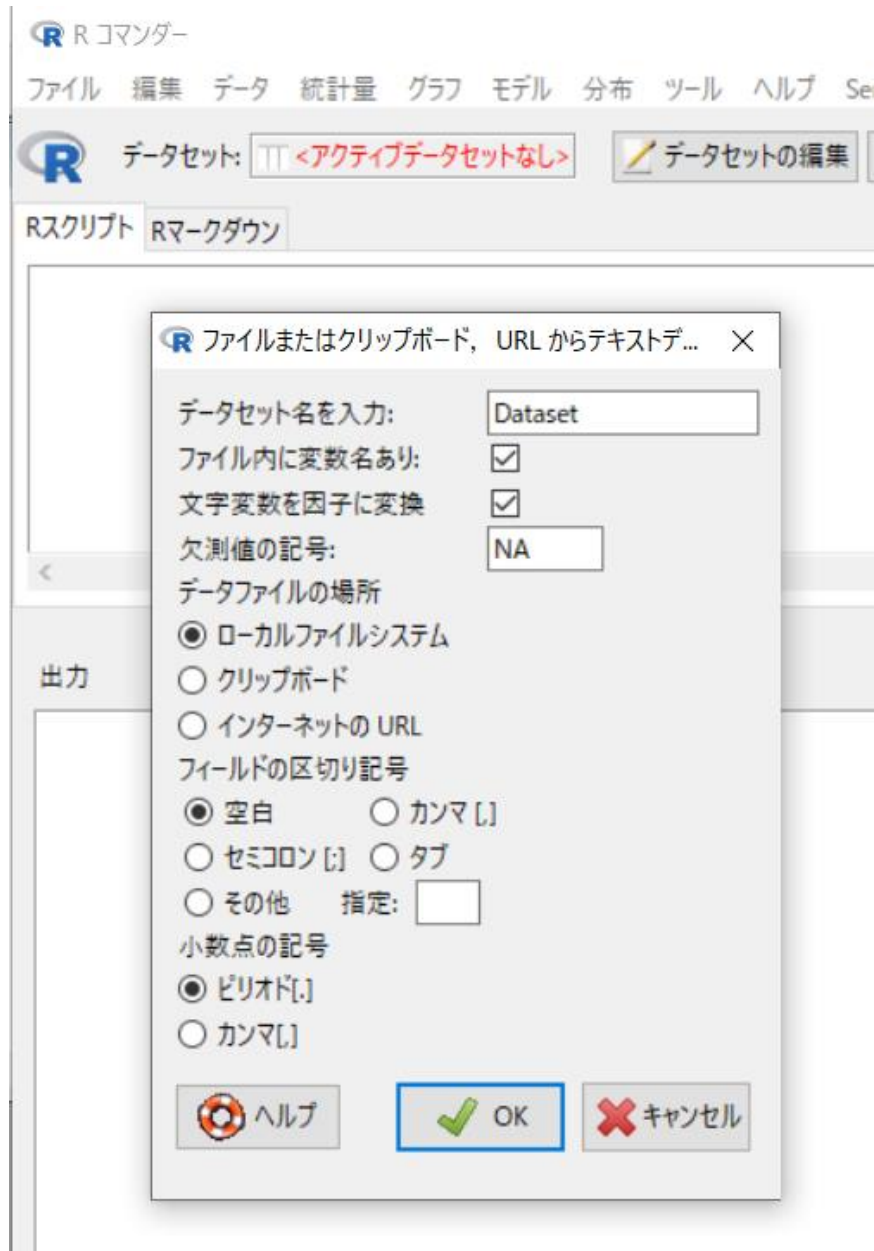 R コマンダー
ファイル 編集 データ 統計量 グラフ モデル 分布 ツール ヘルプ
データセット: <アクティブデータセットなし> データセットの編集
Rスクリプト Rマークダウン
ファイルまたはクリップボード, URL からテキストデ...
データセット名を入力: Dataset
ファイル内に変数名あり:
文字変数を因子に変換
欠測値の記号: NA
データファイルの場所
ローカルファイルシステム
クリップボード
インターネットの URL
フィールドの区切り記号
空白 カンマ [,]
セミコロン [;] タブ
その他 指定:
小数点の記号
ピリオド[.]
カンマ[,]
ヘルプ OK キャンセル
出力